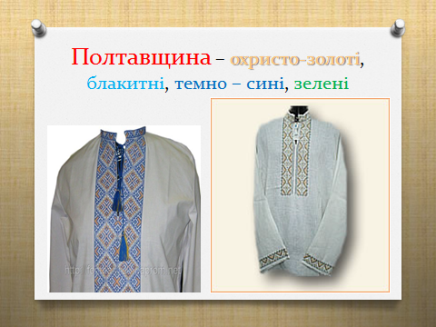 Полтавщина – охристо-золоті,
блакитні, темно – сині, зелені